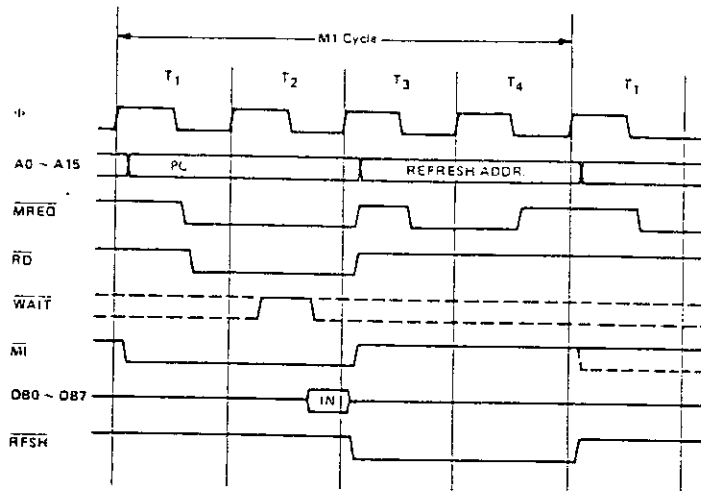 M1 Cycle
T1 T2 T3 T4 T1
Φ
A0 ~ A15 PC REFRESH ADDR.
MREQ
RD
WAIT
M1
DB0 ~ DB7 IN
RFSH